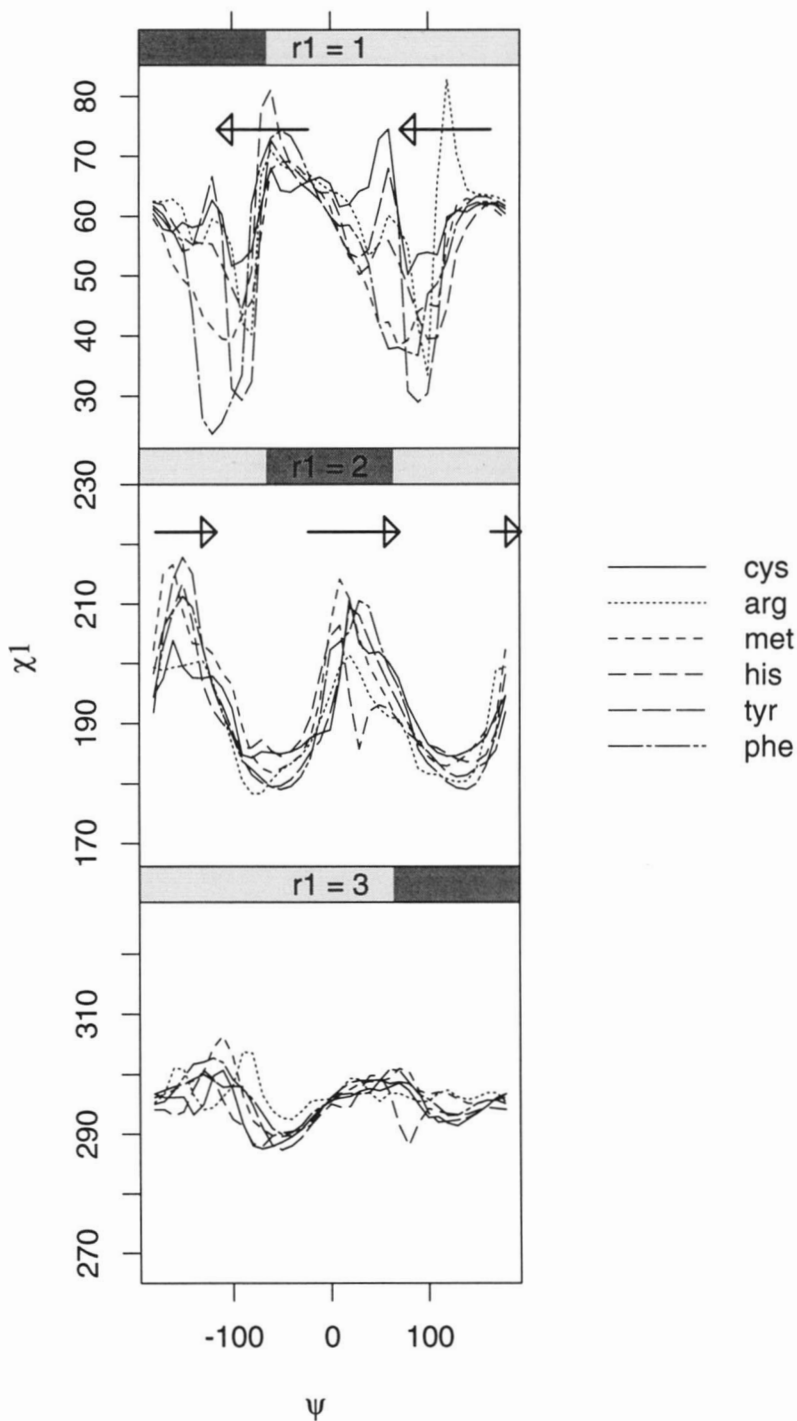 r1 = 1
80
70
60
50
40
30
r1 = 2
230
210
190
170
r1 = 3
310
290
270
-100 0 100
χ1
ψ
cys
arg
met
his
tyr
phe